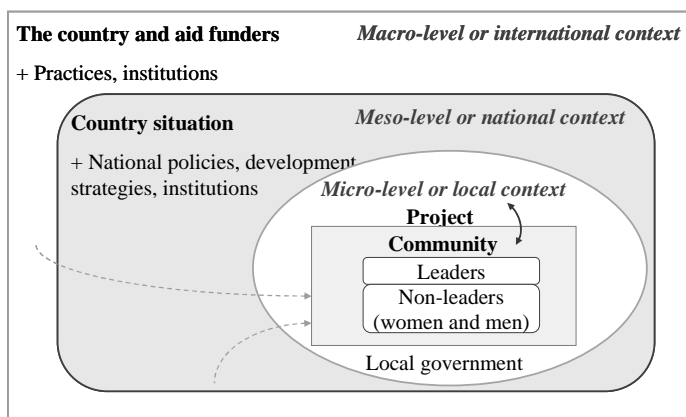 The country and aid funders
Macro-level or international context
+ Practices, institutions
Country situation
Meso-level or national context
+ National policies, development
strategies, institutions
Micro-level or local context
Project
Community
Leaders
Non-leaders
(women and men)
Local government